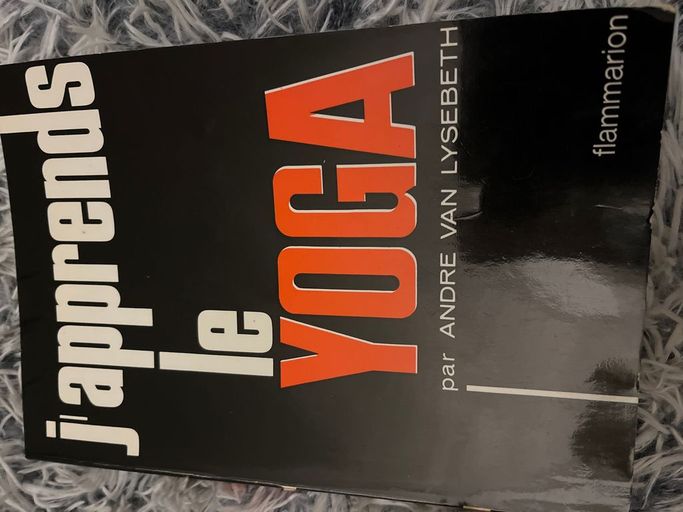 j'apprends
le
YOGA
par ANDRE VAN LYSEBETH
flammarion